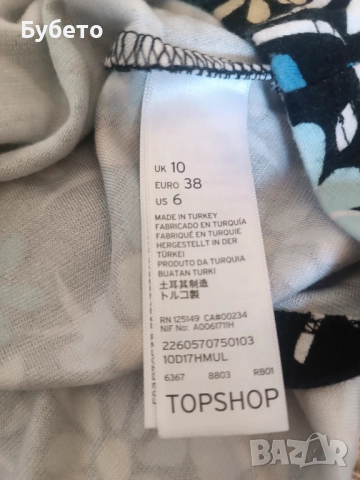 Бубето
UK 10
EURO 38
US 6
MADE IN TURKEY
FABRICADO EN TURQUÍA
FABRIQUÉ EN TURQUIE
HERGESTELLT IN DER
TÜRKEI
PRODUTO DA TURQUIA
BUATAN TURKI
土耳其制造
トルコ製
RN 125149 CA#00234
NIF No: A0061711H
2260570750103
10D17HMUL
6367 8803 RB01
TOPSHOP
BAZAR